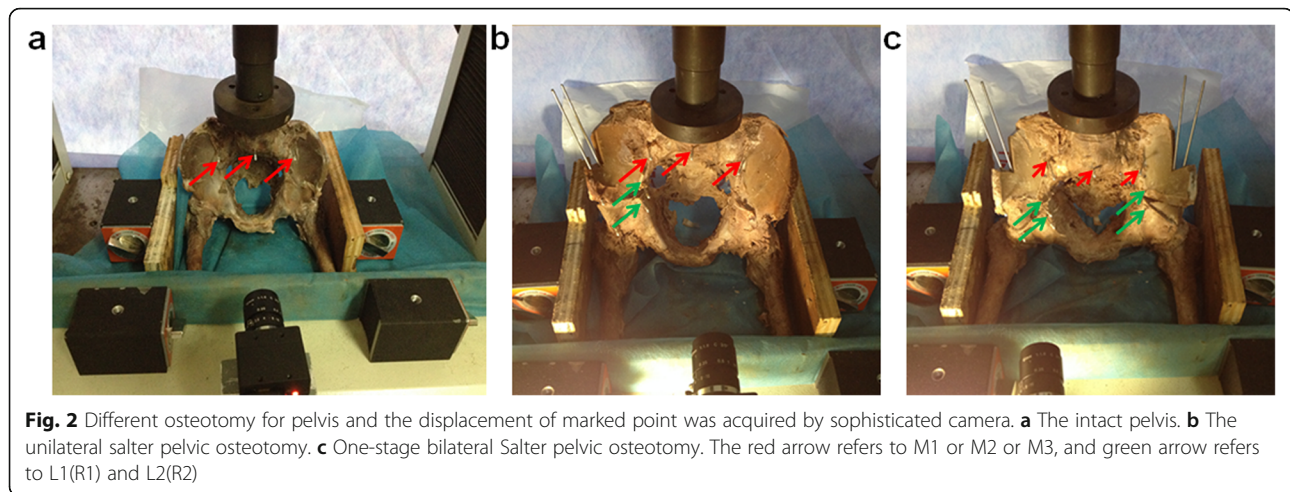 a
b
c
Fig. 2 Different osteotomy for pelvis and the displacement of marked point was acquired by sophisticated camera. a The intact pelvis. b The
unilateral salter pelvic osteotomy. c One-stage bilateral Salter pelvic osteotomy. The red arrow refers to M1 or M2 or M3, and green arrow refers
to L1(R1) and L2(R2)